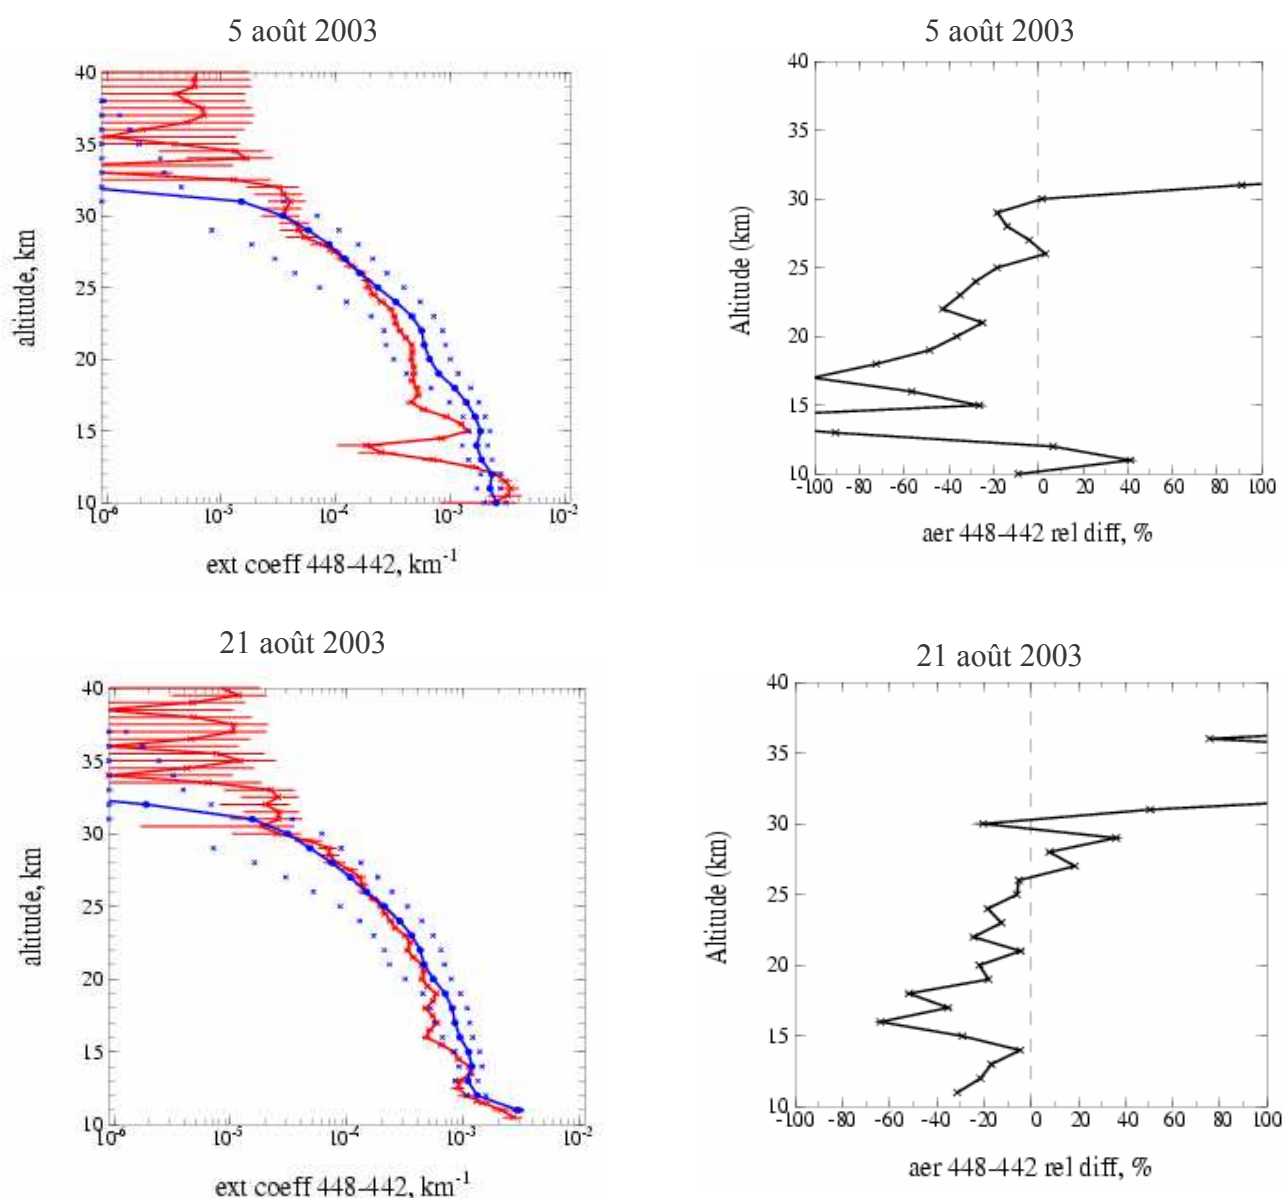 5 août 2003
5 août 2003
40
35
30
25
20
15
10
altitude, km
10-6
10-5
10-4
10-3
10-2
ext coeff 448-442, km-1
40
35
30
25
20
15
10
Altitude (km)
-100 -80 -60 -40 -20 0 20 40 60 80 100
aer 448-442 rel diff, %
21 août 2003
21 août 2003
40
35
30
25
20
15
10
altitude, km
10-6
10-5
10-4
10-3
10-2
ext coeff 448-442, km-1
40
35
30
25
20
15
10
Altitude (km)
-100 -80 -60 -40 -20 0 20 40 60 80 100
aer 448-442 rel diff, %